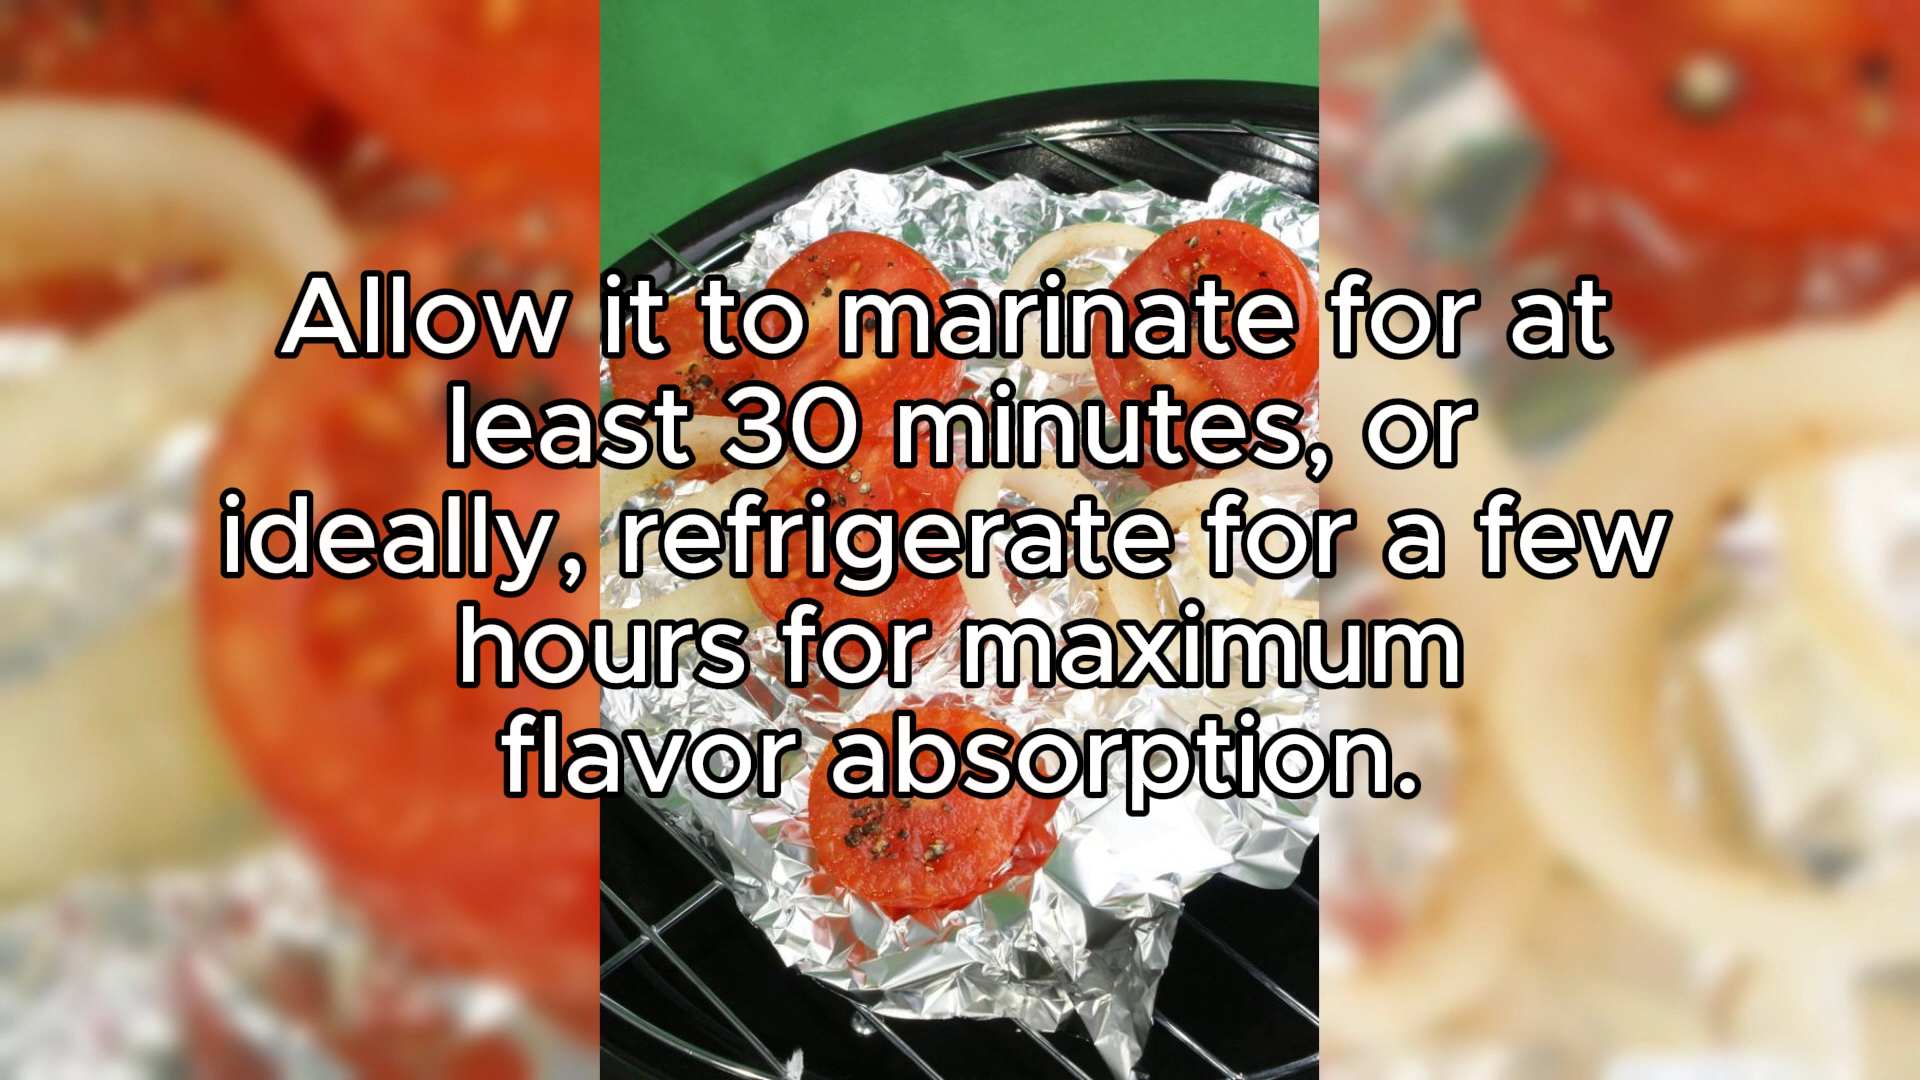 Allow it to marinate for at
least 30 minutes, or
ideally, refrigerate for a few
hours for maximum
flavor absorption.